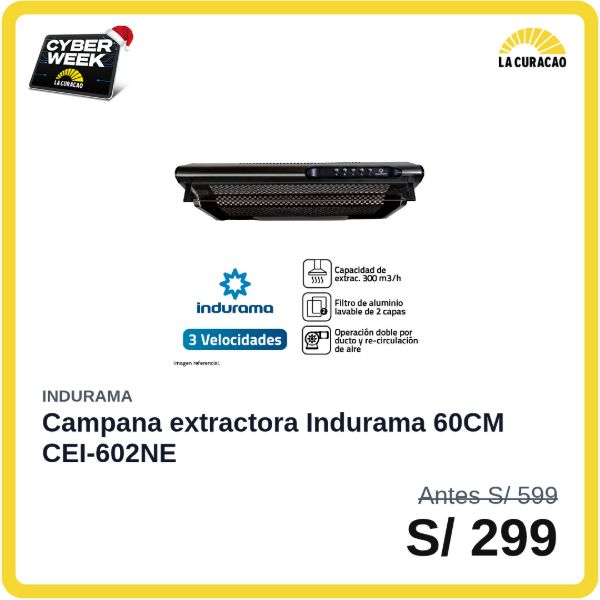 CYBER
WEEK
LA CURACAO
LA CURACAO
indurama
3 Velocidades
Imagen referencial.
Capacidad de
extrac. 300 m3/h
Filtro de aluminio
lavable de 2 capas
2
Operación doble por
ducto y re-circulación
de aire
INDURAMA
Campana extractora Indurama 60CM
CEI-602NE
Antes S/ 599
S/ 299